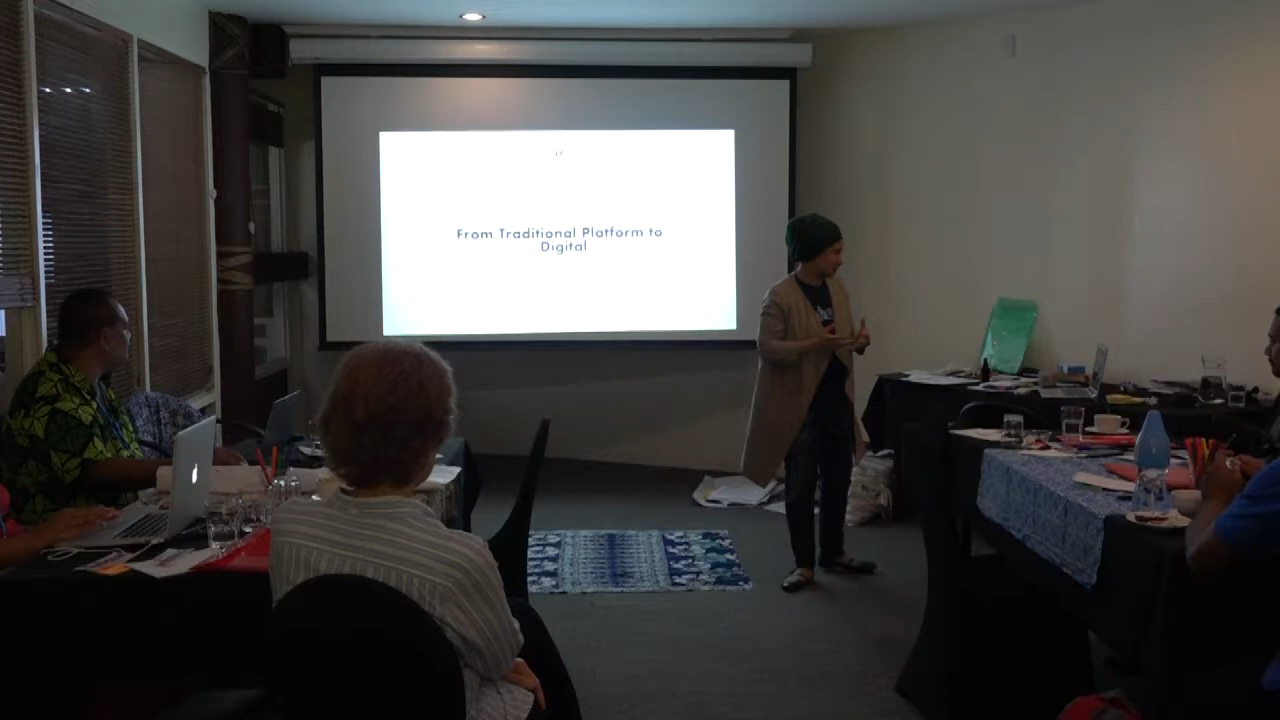 “
From Traditional Platform to
Digital